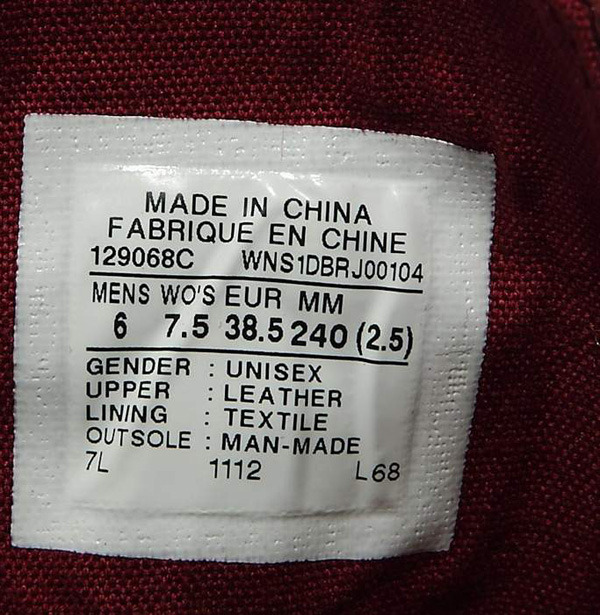 MADE IN CHINA
FABRIQUE EN CHINE
129068C WNS1DBRJ00104
MENS WO'S EUR MM
6 7.5 38.5 240 (2.5)
GENDER : UNISEX
UPPER : LEATHER
LINING : TEXTILE
OUTSOLE : MAN-MADE
7L 1112 L68